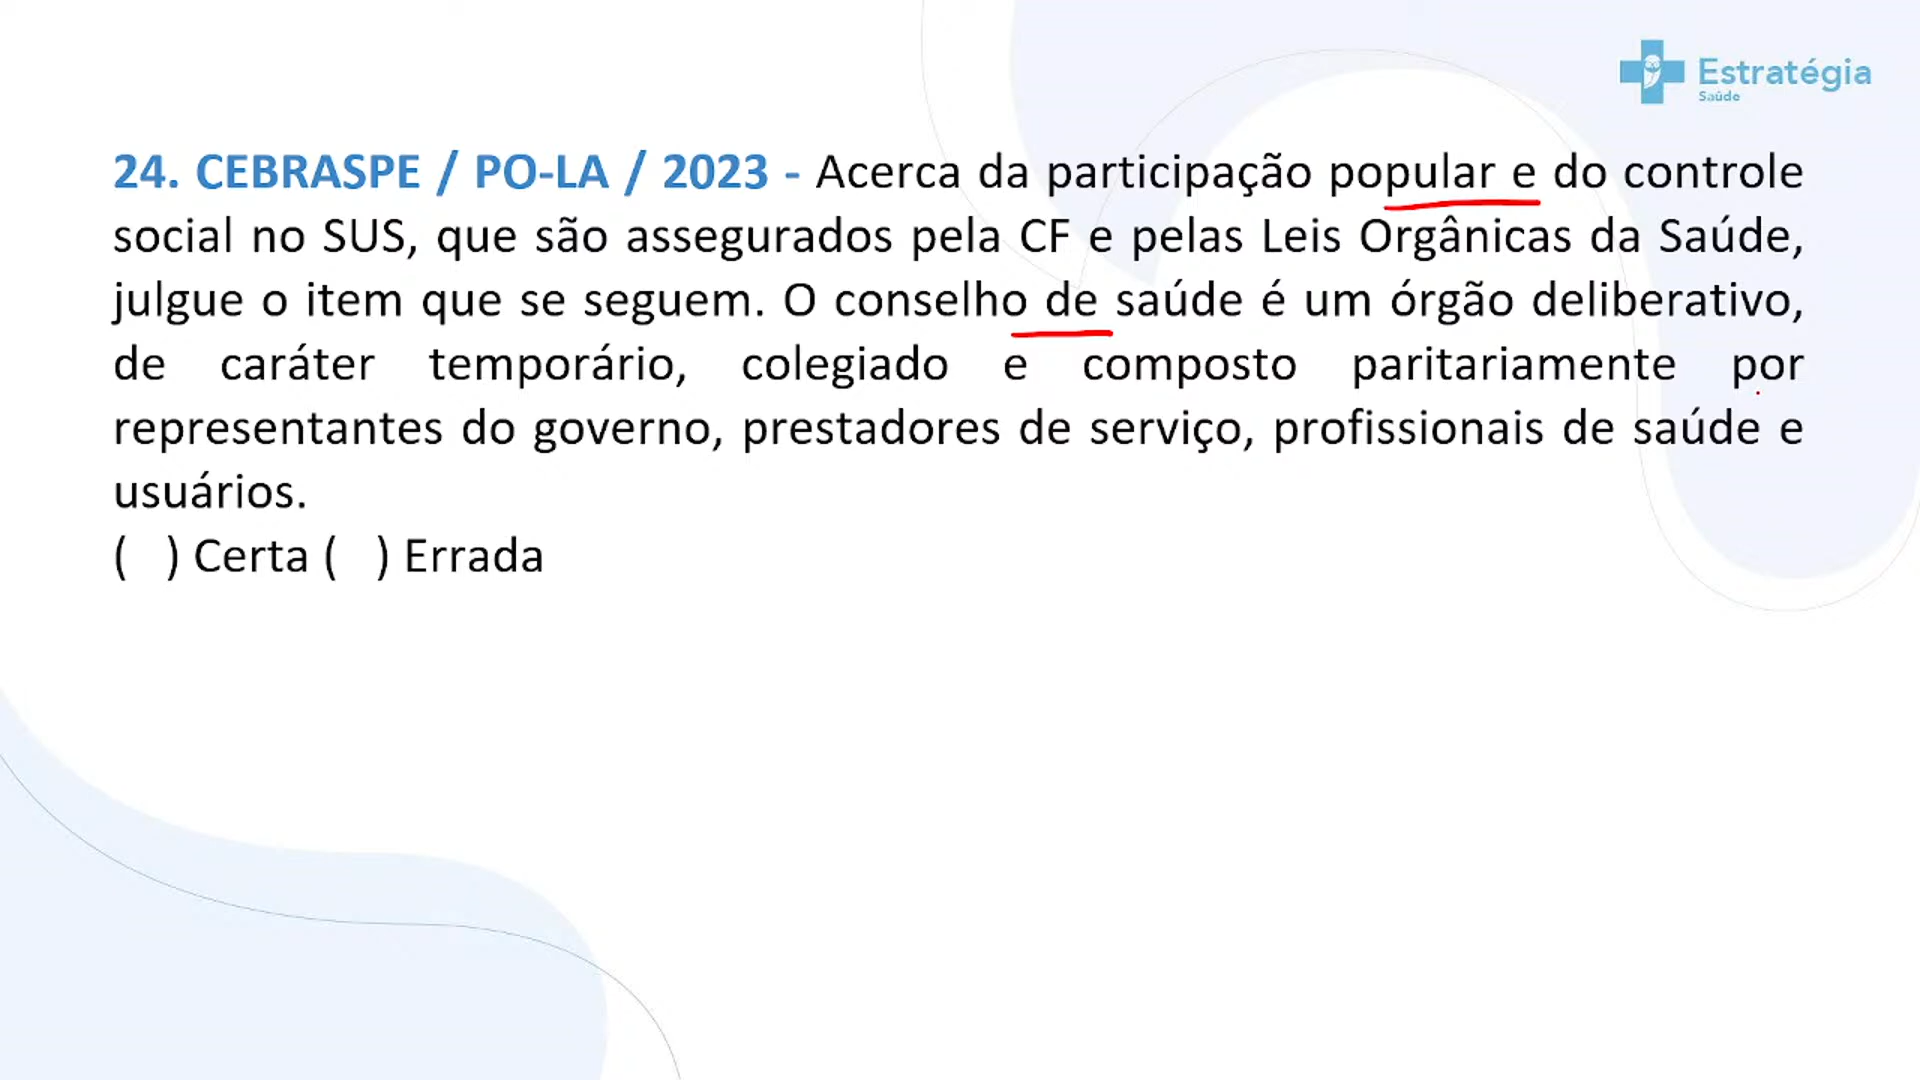 Estratégia
Saúde
24. CEBRASPE / PO-LA / 2023 - Acerca da participação popular e do controle
social no SUS, que são assegurados pela CF e pelas Leis Orgânicas da Saúde,
julgue o item que se seguem. O conselho de saúde é um órgão deliberativo,
de caráter temporário, colegiado e composto paritariamente por
representantes do governo, prestadores de serviço, profissionais de saúde e
usuários.
( ) Certa ( ) Errada